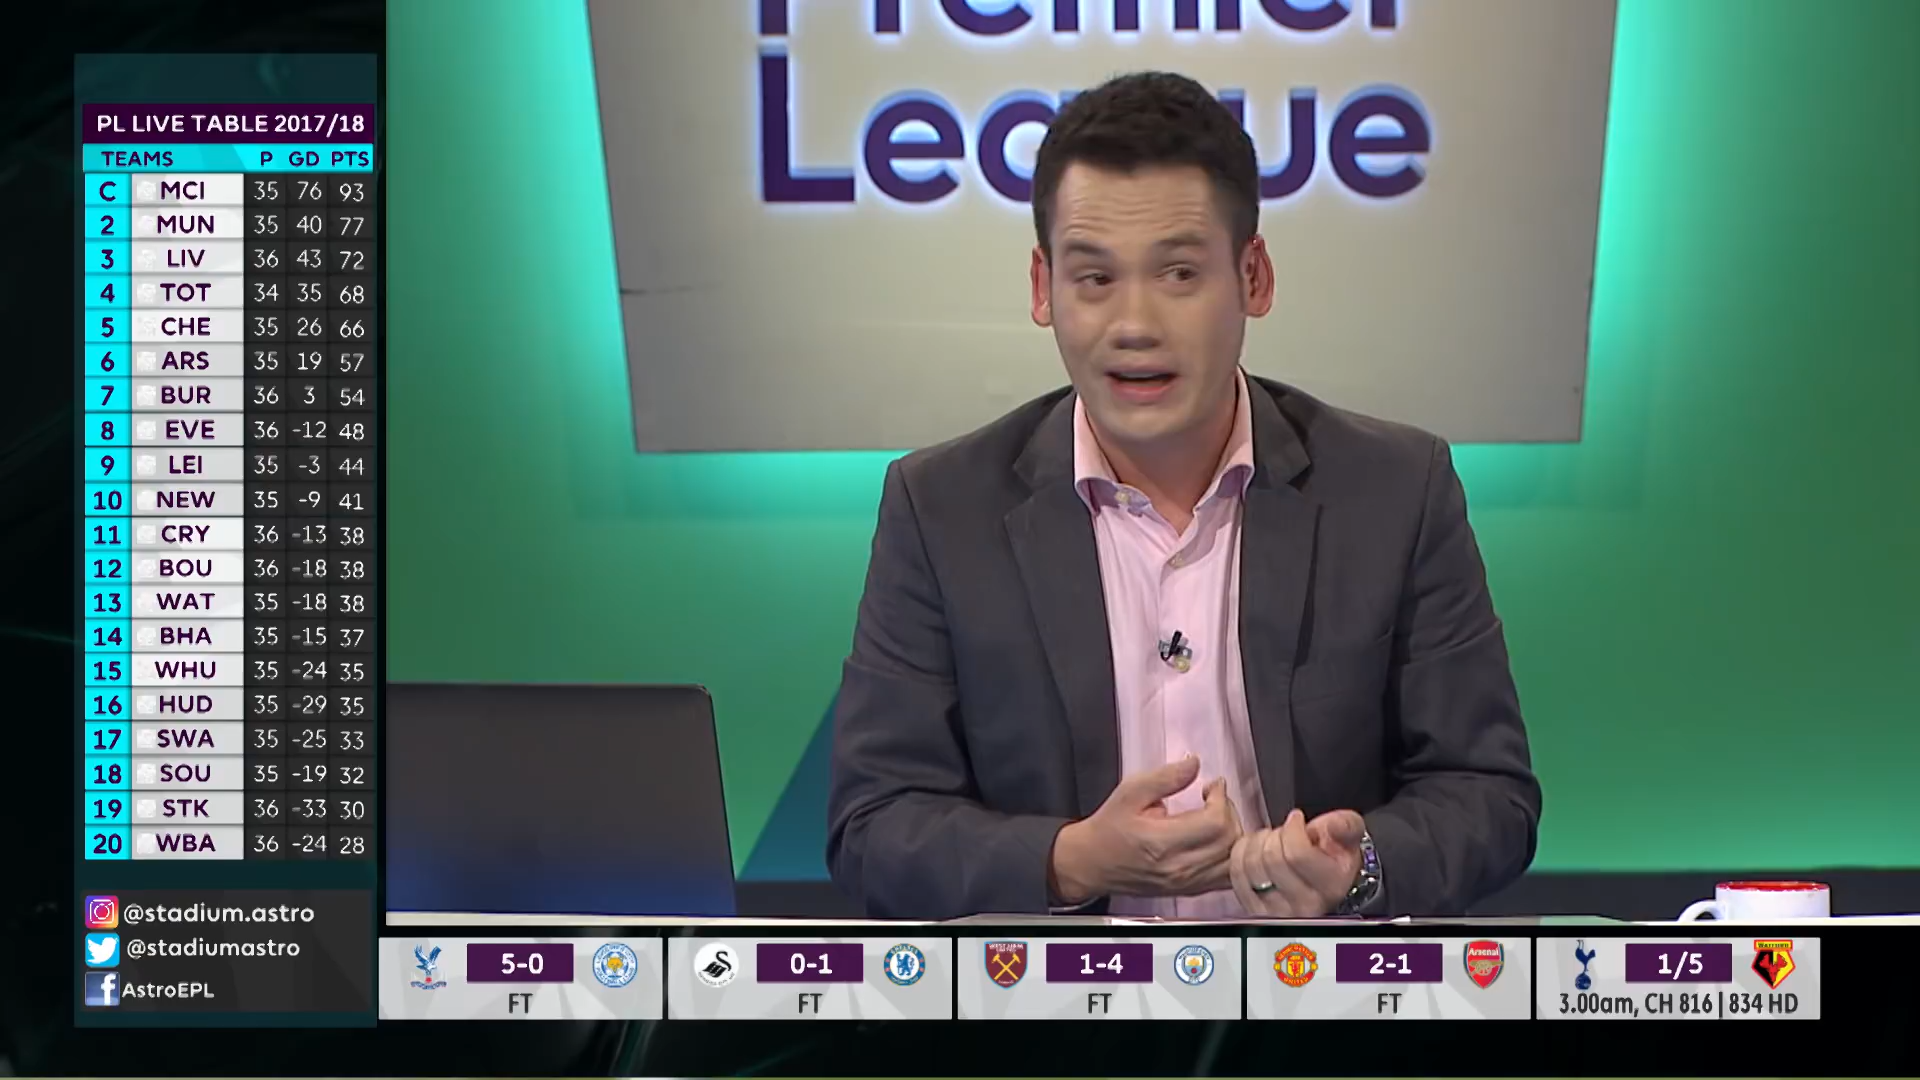 Premier
League
PL LIVE TABLE 2017/18
TEAMS P GD PTS
C MCI 35 76 93
2 MUN 35 40 77
3 LIV 36 43 72
4 TOT 34 35 68
5 CHE 35 26 66
6 ARS 35 19 57
7 BUR 36 3 54
8 EVE 36 -12 48
9 LEI 35 -3 44
10 NEW 35 -9 41
11 CRY 36 -13 38
12 BOU 36 -18 38
13 WAT 35 -18 38
14 BHA 35 -15 37
15 WHU 35 -24 35
16 HUD 35 -29 35
17 SWA 35 -25 33
18 SOU 35 -19 32
19 STK 36 -33 30
20 WBA 36 -24 28
@stadium.astro
@stadiumastro
AstroEPL
5-0
FT
0-1
FT
WEST HAM
1-4
FT
2-1
Arsenal
FT
1/5
WATFORD
3.00am, CH 816 | 834 HD